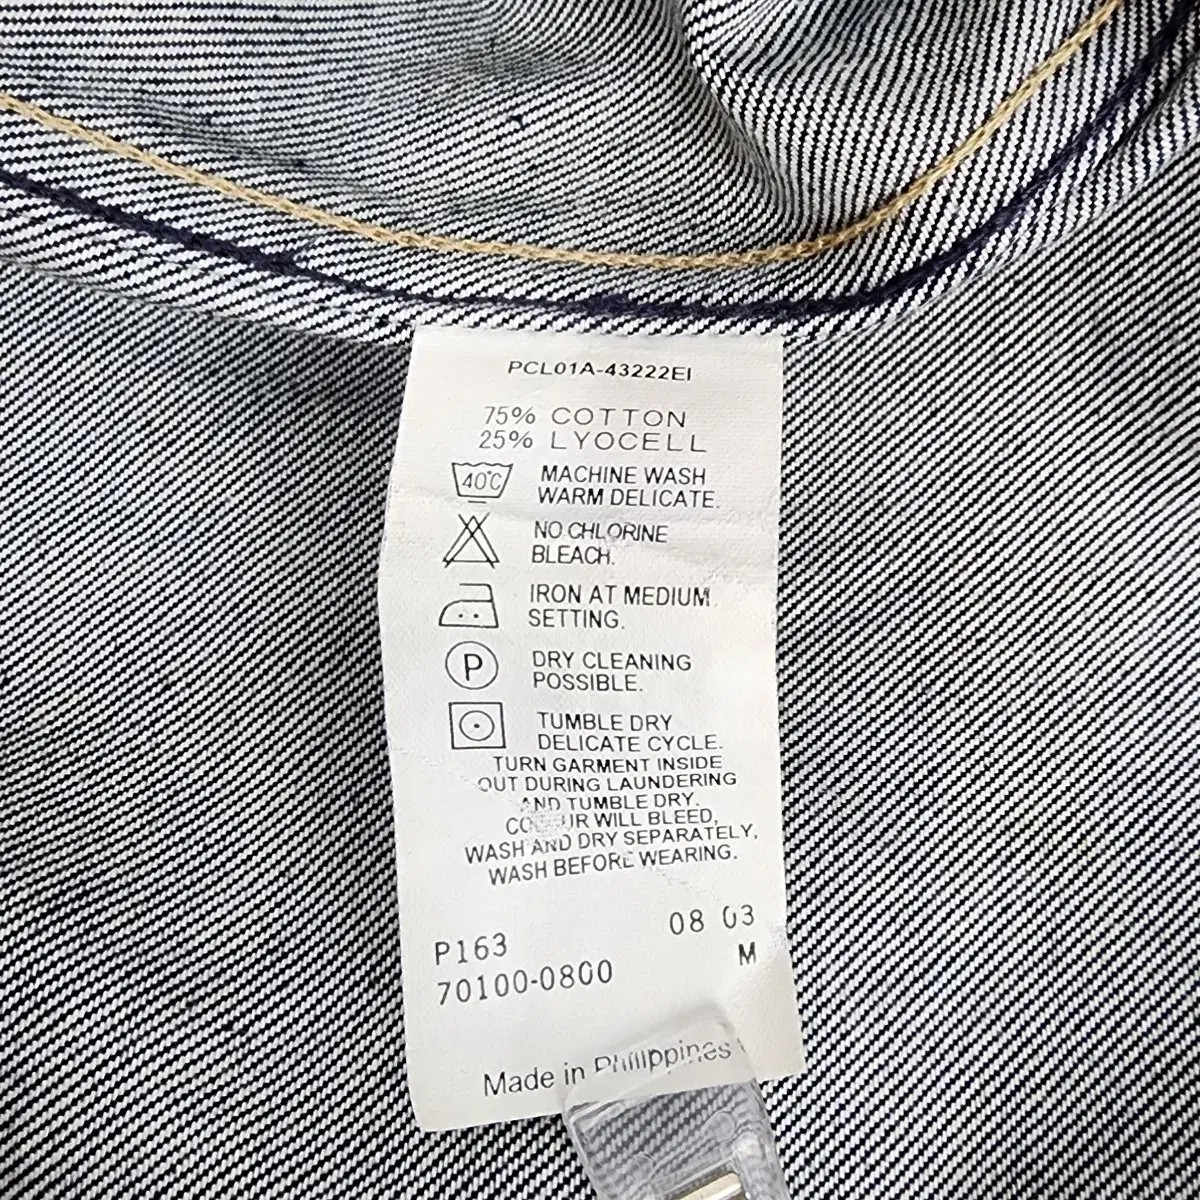 PCL01A-43222EI
75% COTTON
25% LYOCELL
40°C MACHINE WASH
WARM DELICATE.
NO CHLORINE
BLEACH.
IRON AT MEDIUM
SETTING.
P DRY CLEANING
POSSIBLE.
TUMBLE DRY
DELICATE CYCLE.
TURN GARMENT INSIDE
OUT DURING LAUNDERING
AND TUMBLE DRY.
COLOUR WILL BLEED,
WASH AND DRY SEPARATELY,
WASH BEFORE WEARING.
08 03
P163
M
70100-0800
Made in Philippines